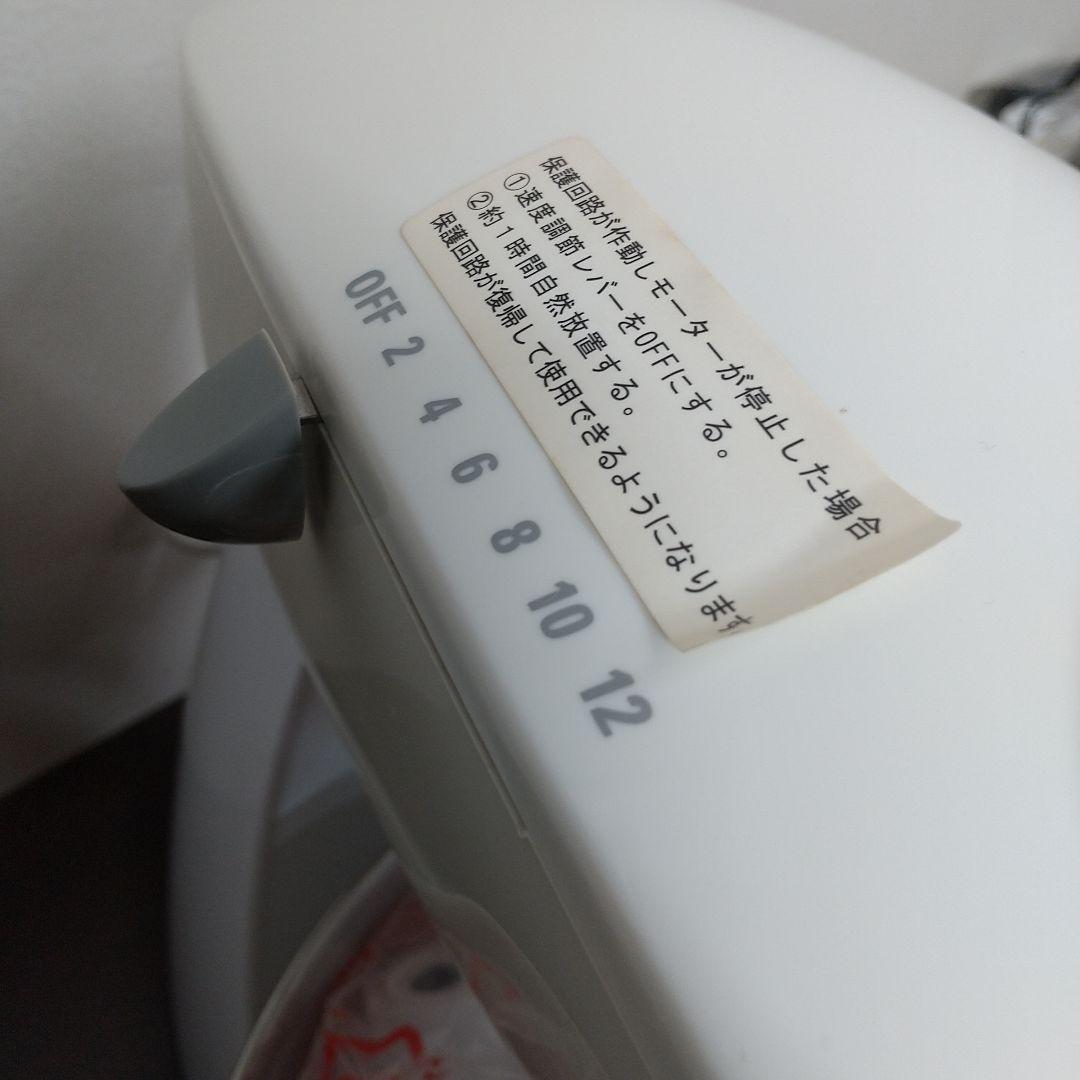 保護回路が作動しモーターが停止した場合
①速度調節レバーをOFFにする。
②約1時間自然放置する。
保護回路が復帰して使用できるようになります
OFF 2 4 6 8 10 12